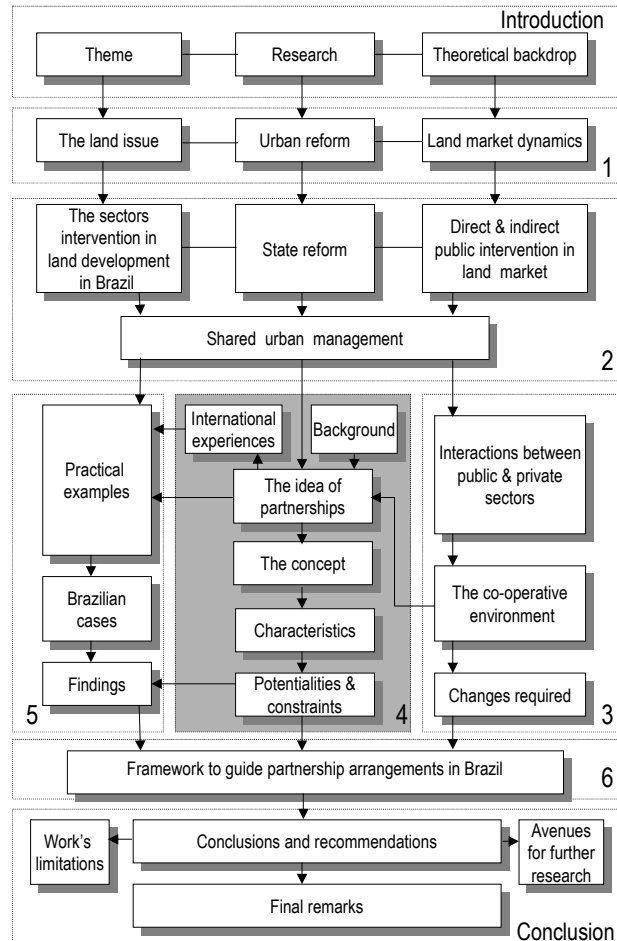 Introduction
Theme
Research
Theoretical backdrop
The land issue
Urban reform
Land market dynamics
1
The sectors
intervention in
land development
in Brazil
State reform
Direct & indirect
public intervention in
land market
Shared urban management
2
International
experiences
Background
Practical
examples
The idea of
partnerships
Interactions between
public & private
sectors
The concept
Brazilian
cases
The co-operative
environment
Characteristics
Findings
Potentialities &
constraints
Changes required
5
4
3
Framework to guide partnership arrangements in Brazil
6
Work's
limitations
Conclusions and recommendations
Avenues
for further
research
Final remarks
Conclusion